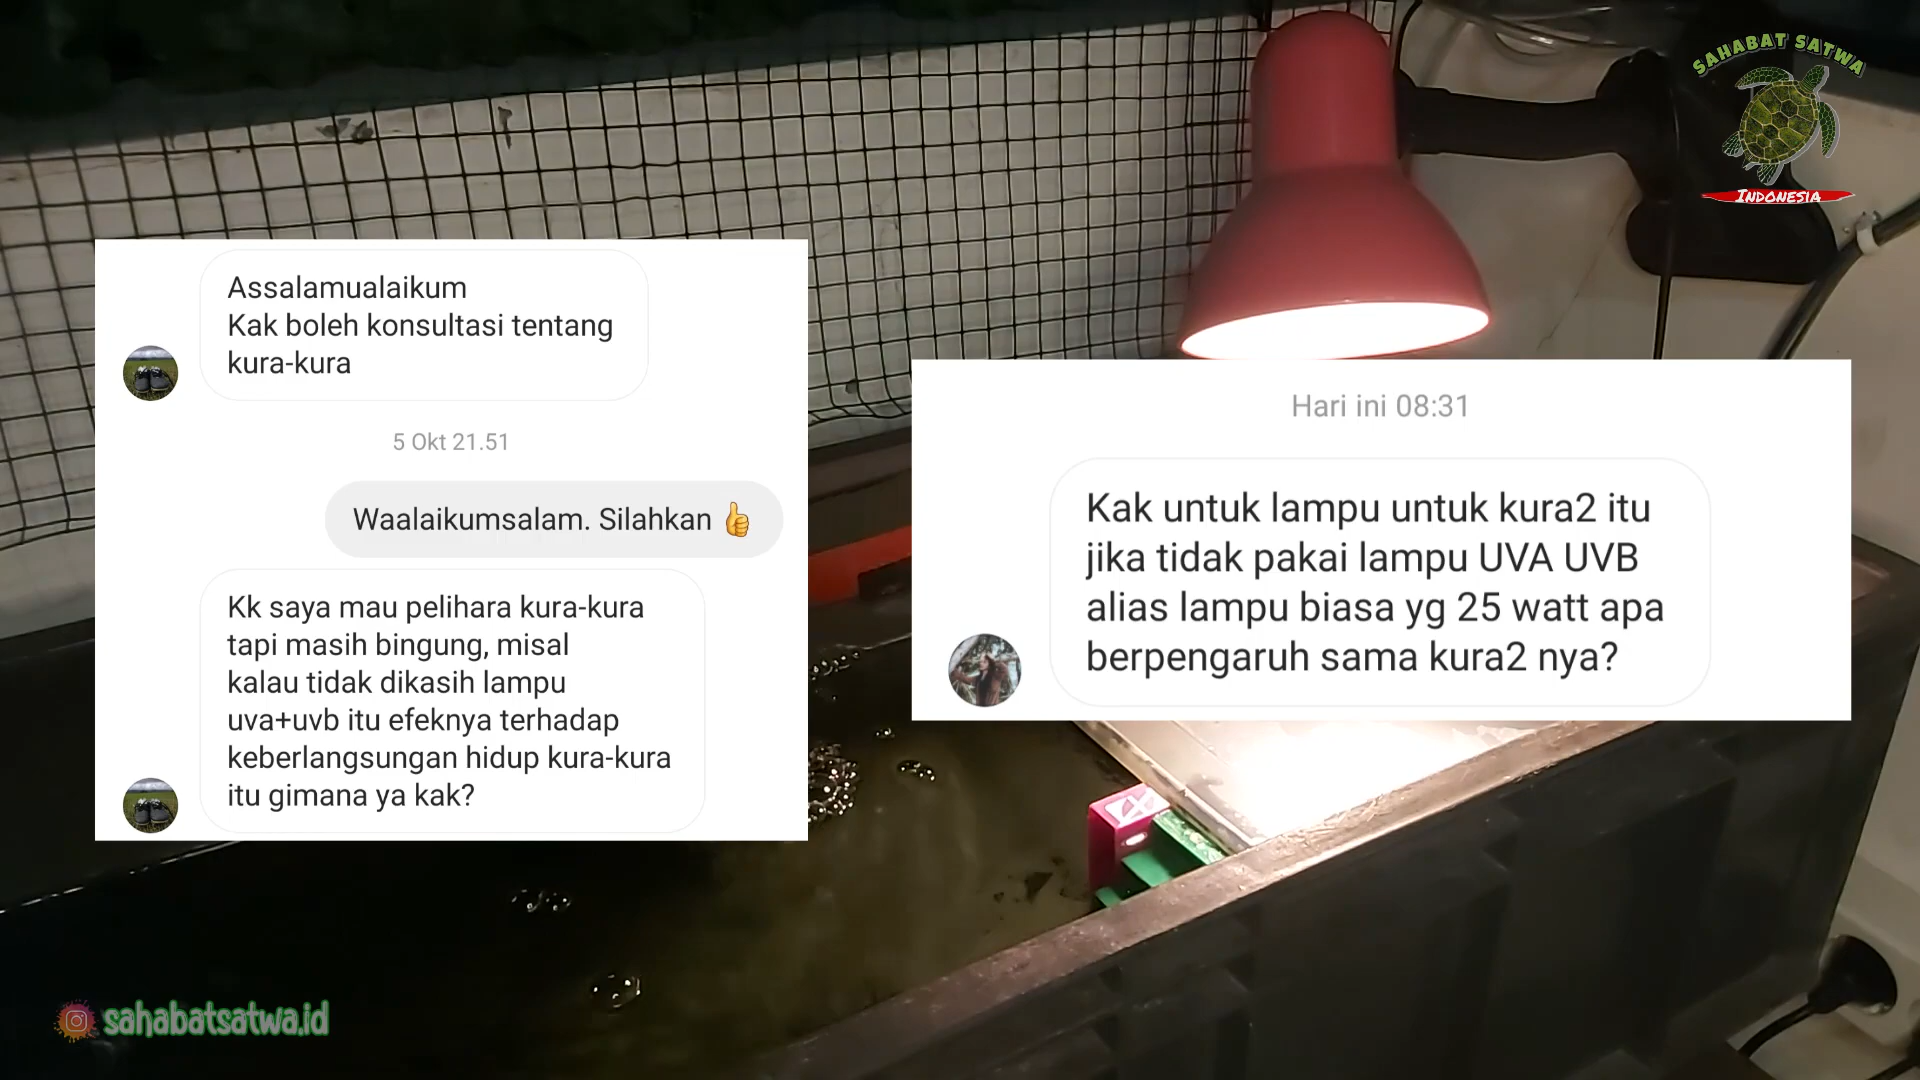 SAHABAT SATWA
INDONESIA
Assalamualaikum
Kak boleh konsultasi tentang
kura-kura
5 Okt 21.51
Waalaikumsalam. Silahkan 👍
Kk saya mau pelihara kura-kura
tapi masih bingung, misal
kalau tidak dikasih lampu
uva+uvb itu efeknya terhadap
keberlangsungan hidup kura-kura
itu gimana ya kak?
Hari ini 08:31
Kak untuk lampu untuk kura2 itu
jika tidak pakai lampu UVA UVB
alias lampu biasa yg 25 watt apa
berpengaruh sama kura2 nya?
sahabatsatwa.id